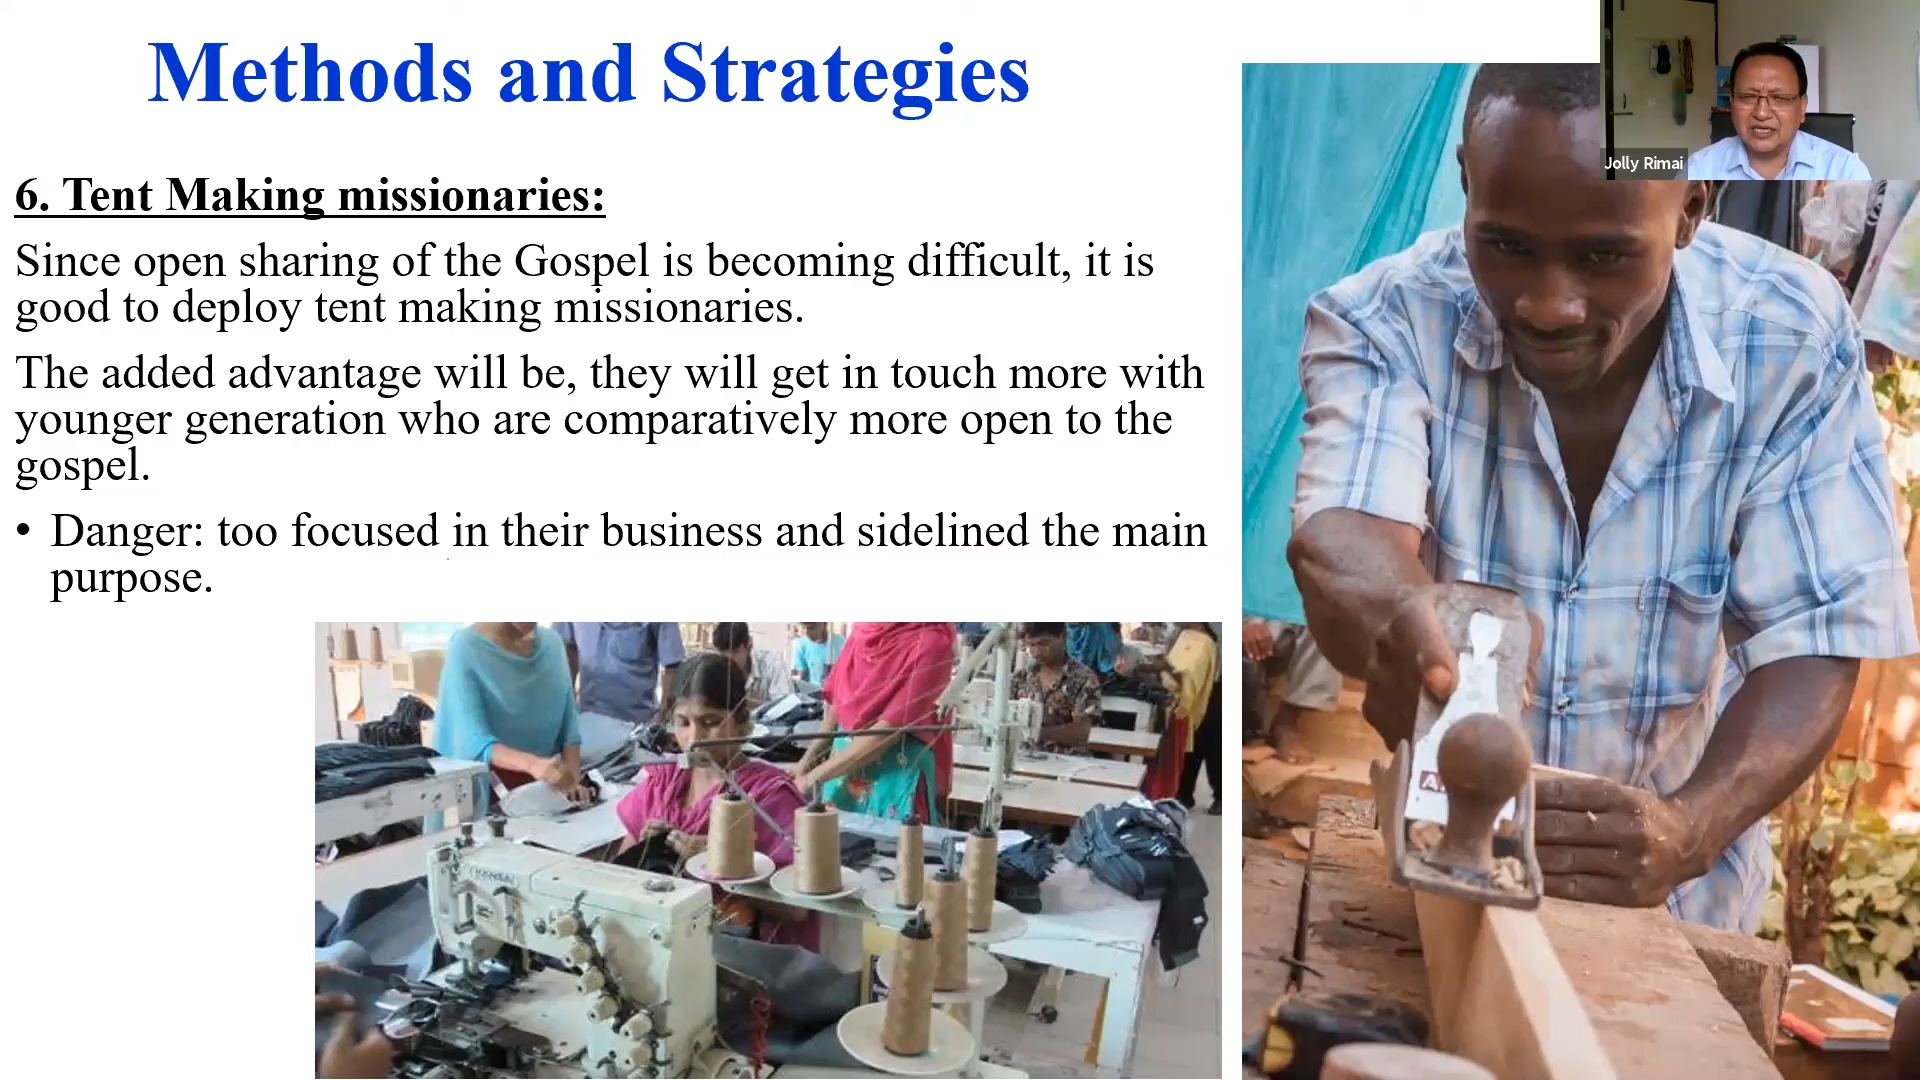 Methods and Strategies
Jolly Rimai
6. Tent Making missionaries:
Since open sharing of the Gospel is becoming difficult, it is
good to deploy tent making missionaries.
The added advantage will be, they will get in touch more with
younger generation who are comparatively more open to the
gospel.
• Danger: too focused in their business and sidelined the main
purpose.
KANSAI